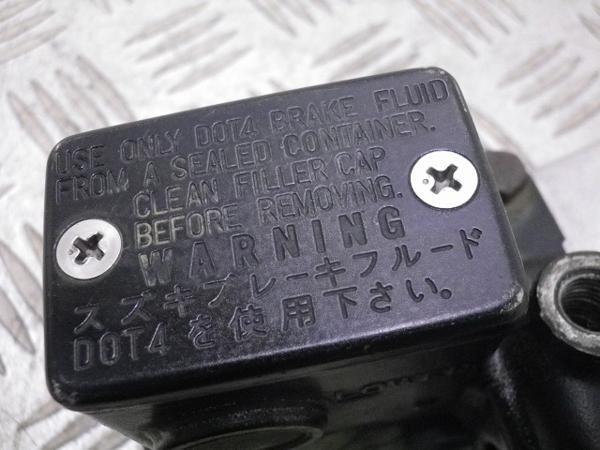 USE ONLY DOT4 BRAKE FLUID
FROM A SEALED CONTAINER.
CLEAN FILLER CAP
BEFORE REMOVING.
WARNING
スズキブレーキフルード
DOT4を使用下さい。